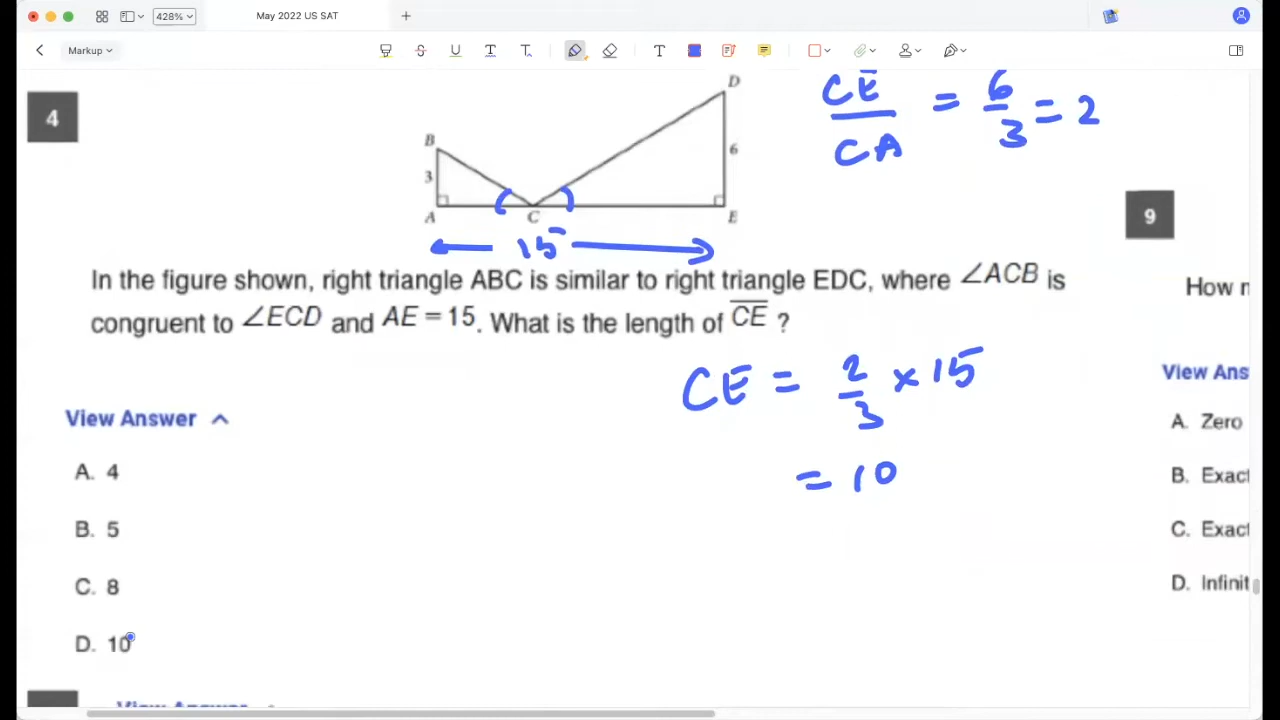 May 2022 US SAT
428%
Markup
4
B
3
A
C
D
6
E
15
CE/CA = 6/3 = 2
In the figure shown, right triangle ABC is similar to right triangle EDC, where ∠ACB is
congruent to ∠ECD and AE = 15. What is the length of CE ?
CE = 2/3 × 15
= 10
View Answer
A. 4
B. 5
C. 8
D. 10
9
How
View Ans
A. Zero
B. Exact
C. Exact
D. Infinit
View Answer